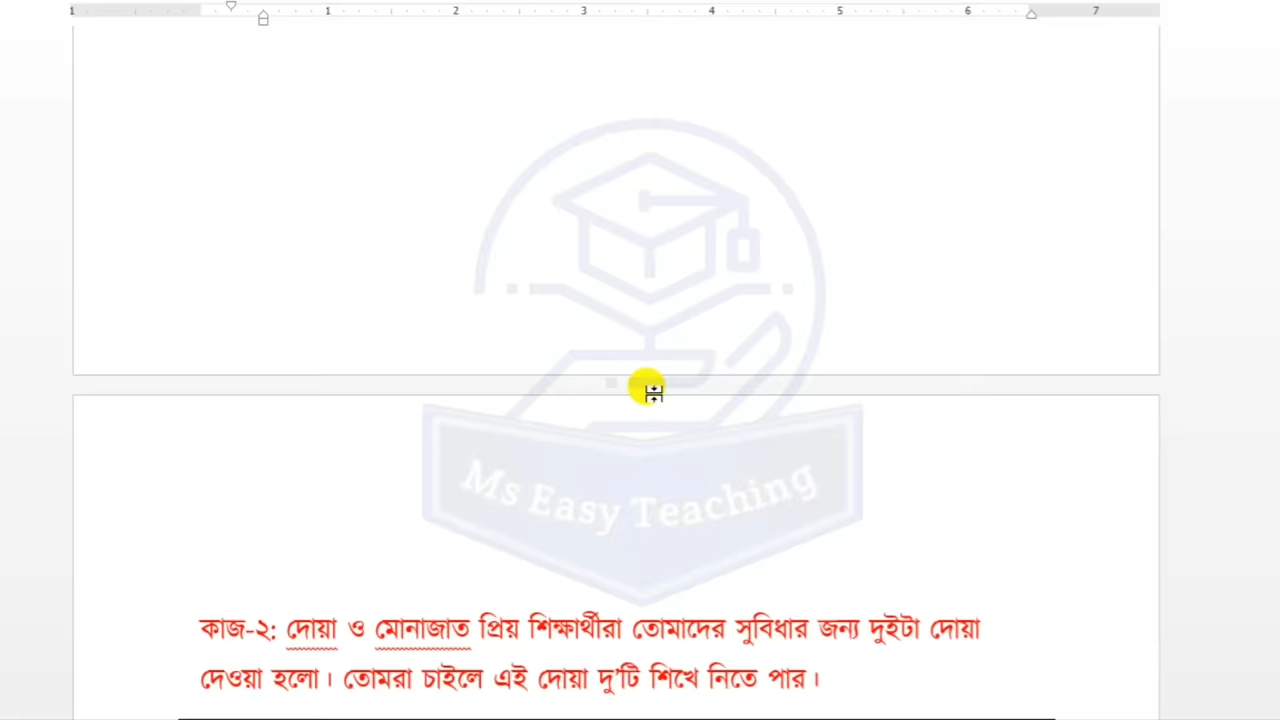 1 1 2 3 4 5 6 7
Ms Easy Teaching
কাজ-২: দোয়া ও মোনাজাত প্রিয় শিক্ষার্থীরা তোমাদের সুবিধার জন্য দুইটা দোয়া
দেওয়া হলো। তোমরা চাইলে এই দোয়া দু’টি শিখে নিতে পার।